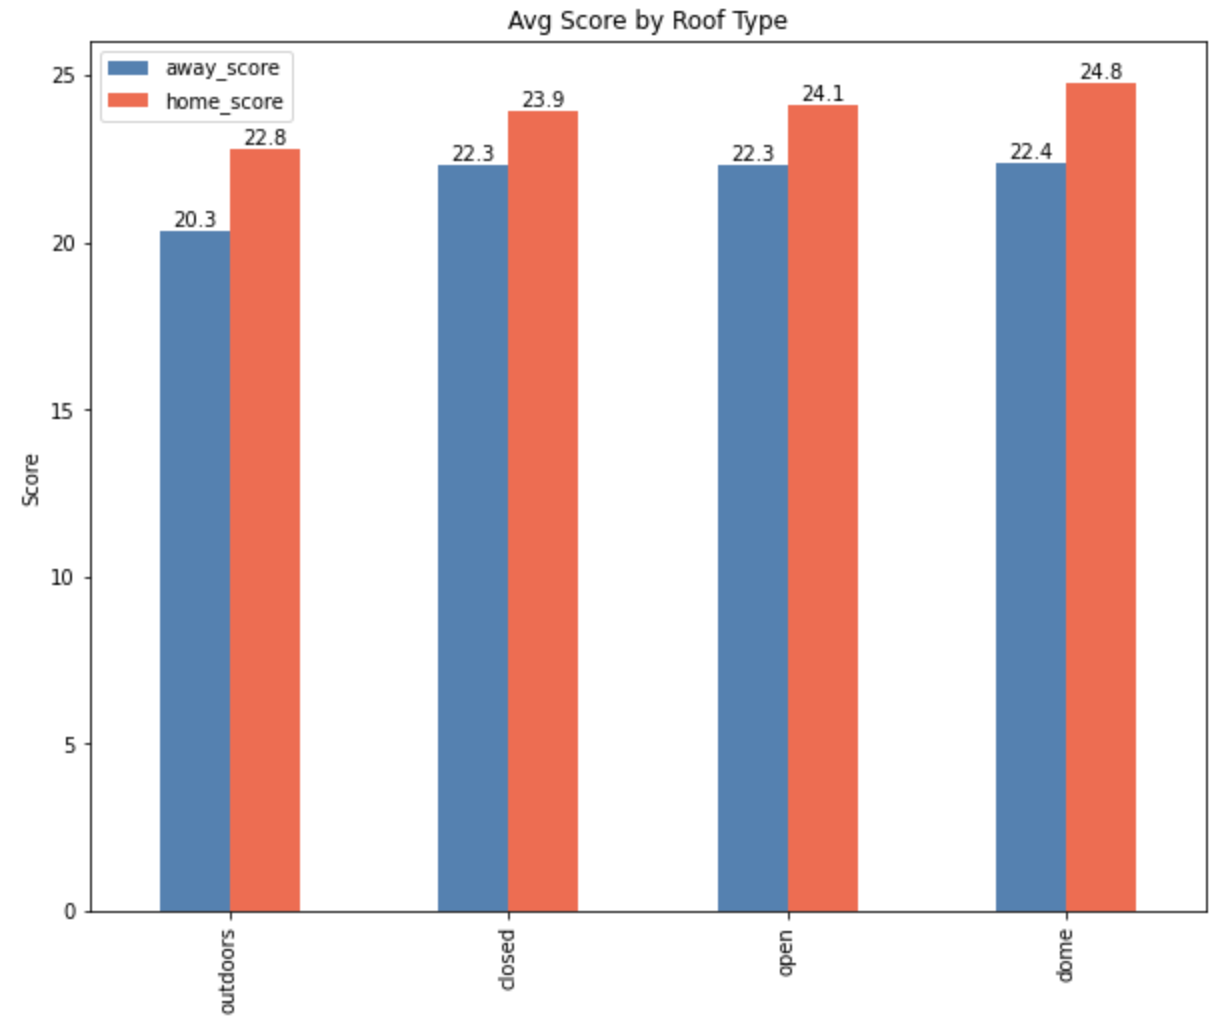 Avg Score by Roof Type
away_score
home_score
25
20
15
10
5
0
Score
20.3
22.8
22.3
23.9
22.3
24.1
22.4
24.8
outdoors
closed
open
dome